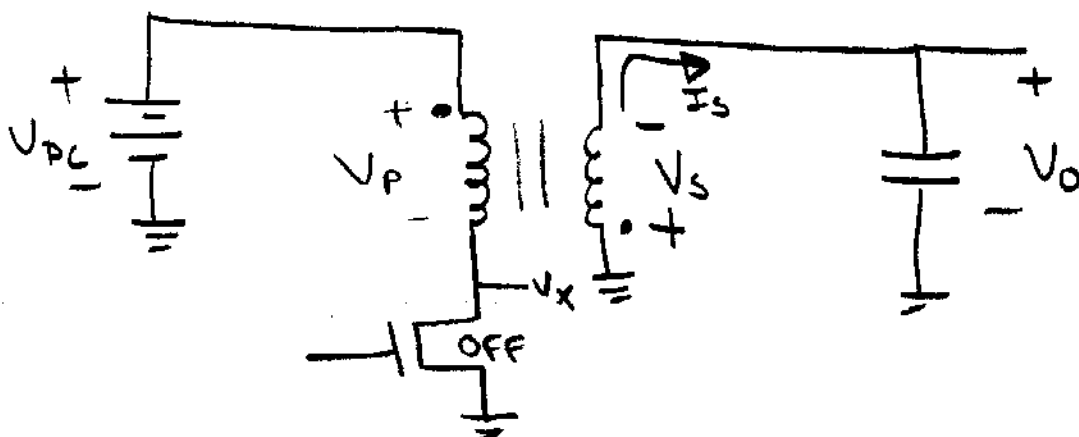 +
V_DC
-
+
V_P
-
I_S
-
V_S
+
+
V_O
-
V_X
OFF